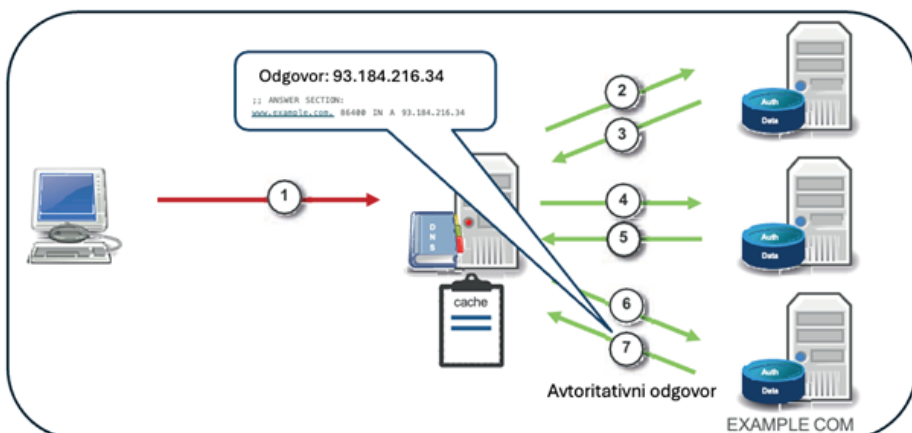 Odgovor: 93.184.216.34
;; ANSWER SECTION:
www.example.com. 86400 IN A 93.184.216.34
1
2
3
4
5
6
7
DNS
cache
Auth
Data
Auth
Data
Auth
Data
Avtoritativni odgovor
EXAMPLE COM